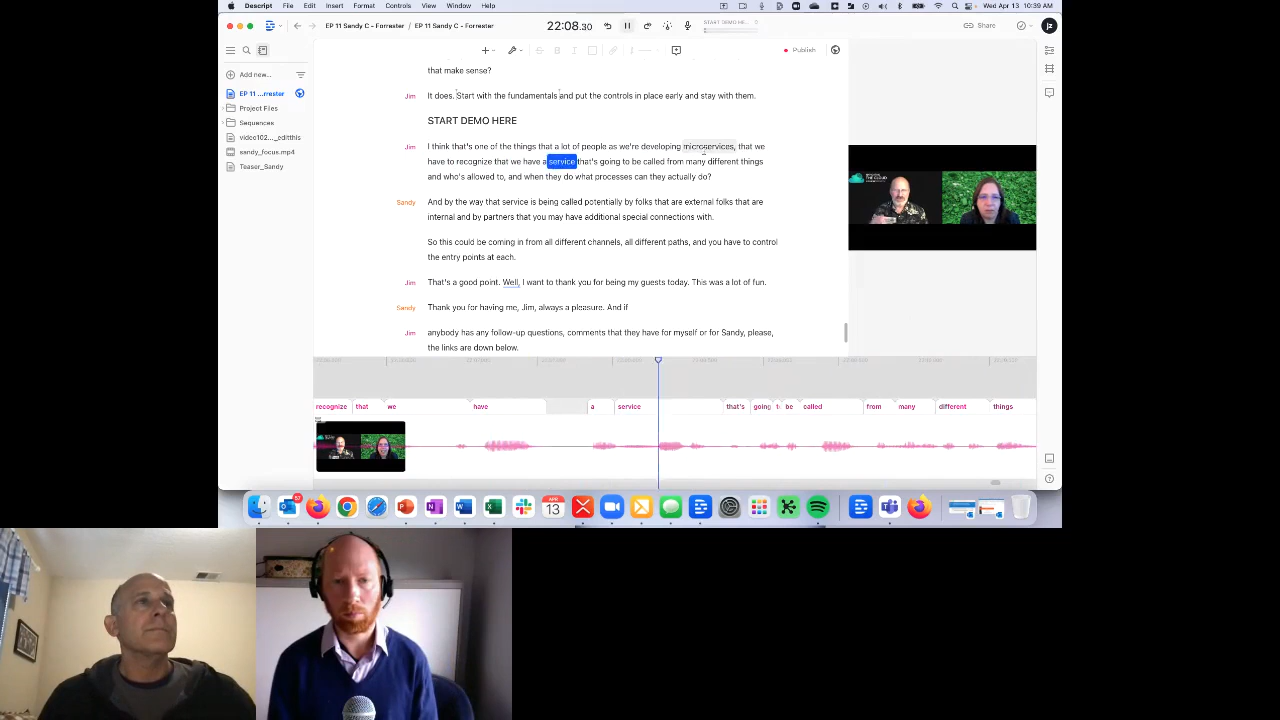 Descript File Edit Insert Format Controls View Window Help
Wed Apr 13 10:39 AM
EP 11 Sandy C - Forrester / EP 11 Sandy C - Forrester
22:08.30
START DEMO HE...
Share
jz
Publish
Add new...
EP 11 ...rrester
Project Files
Sequences
video102..._editthis
sandy_focus.mp4
Teaser_Sandy
that make sense?
Jim It does. Start with the fundamentals and put the controls in place early and stay with them.
START DEMO HERE
Jim I think that's one of the things that a lot of people as we're developing microservices, that we
have to recognize that we have a service that's going to be called from many different things
and who's allowed to, and when they do what processes can they actually do?
Sandy And by the way that service is being called potentially by folks that are external folks that are
internal and by partners that you may have additional special connections with.
So this could be coming in from all different channels, all different paths, and you have to control
the entry points at each.
Jim That's a good point. Well, I want to thank you for being my guests today. This was a lot of fun.
Sandy Thank you for having me, Jim, always a pleasure. And if
Jim anybody has any follow-up questions, comments that they have for myself or for Sandy, please,
the links are down below.
recognize that we have a service that's going to be called from many different things
APR
13